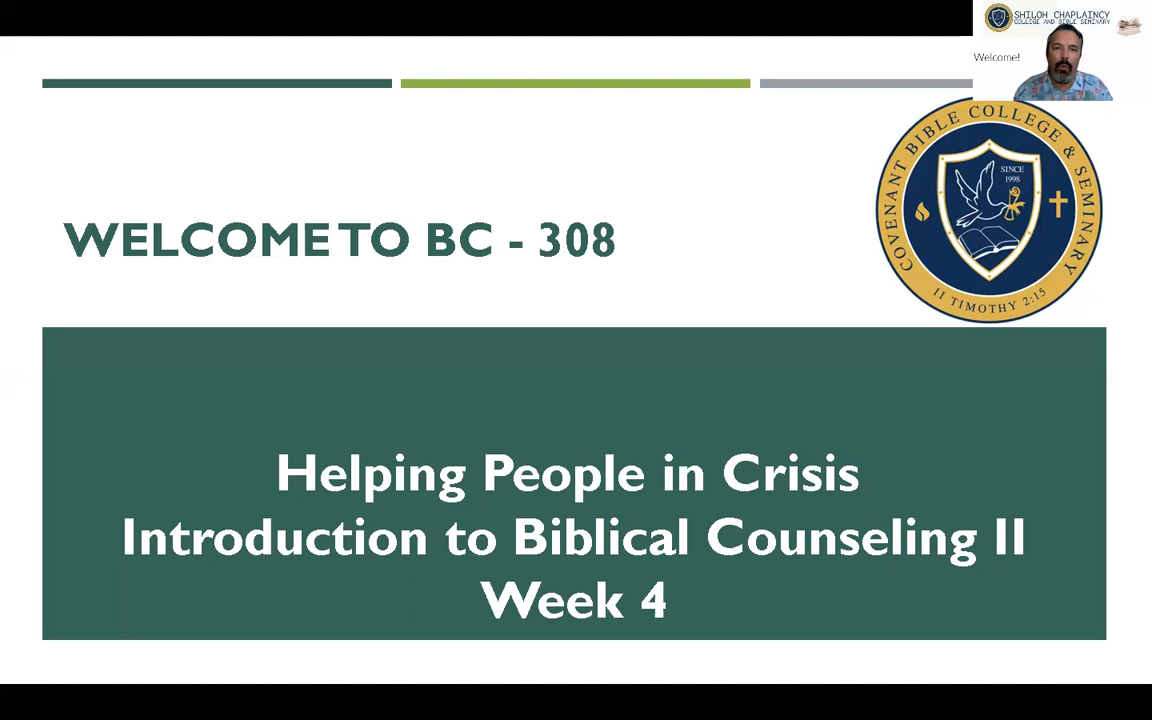 SHILOH CHAPLAINCY
COLLEGE AND BIBLE SEMINARY
Welcome!
COVENANT BIBLE COLLEGE & SEMINARY
SINCE
1998
II TIMOTHY 2:15
WELCOME TO BC - 308
Helping People in Crisis
Introduction to Biblical Counseling II
Week 4